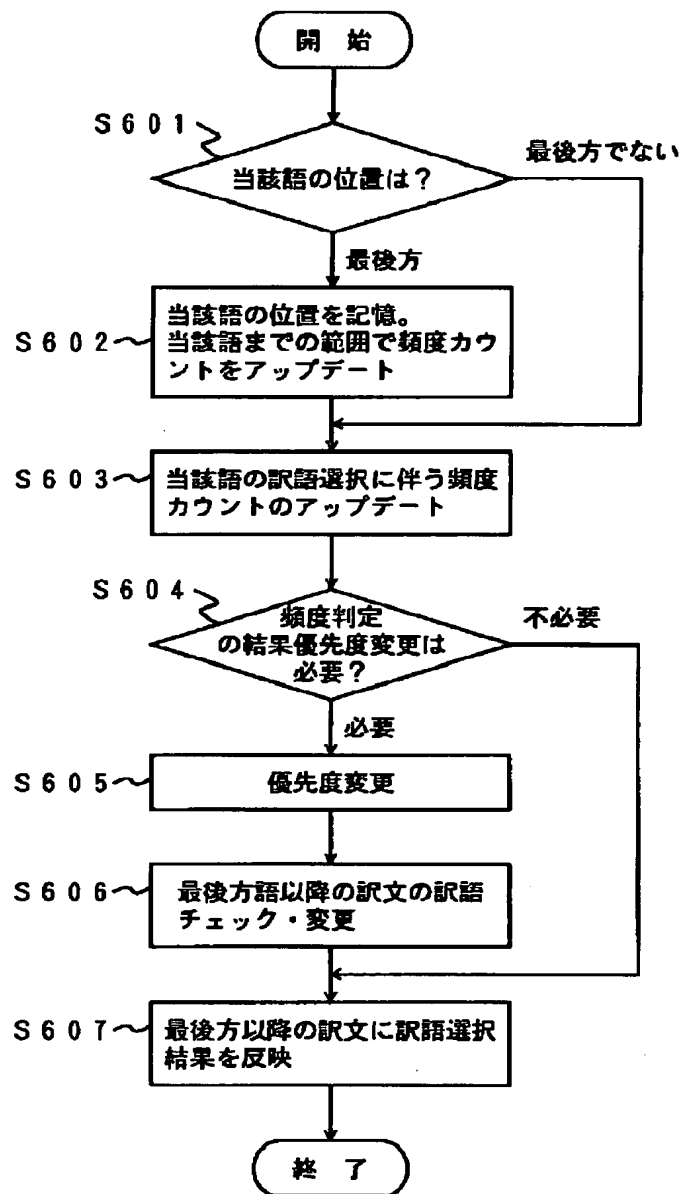 開 始
S601
当該語の位置は？
最後方でない
最後方
S602
当該語の位置を記憶。
当該語までの範囲で頻度カウ
ントをアップデート
S603
当該語の訳語選択に伴う頻度
カウントのアップデート
S604
頻度判定
の結果優先度変更は
必要？
不必要
必要
S605
優先度変更
S606
最後方語以降の訳文の訳語
チェック・変更
S607
最後方以降の訳文に訳語選択
結果を反映
終 了